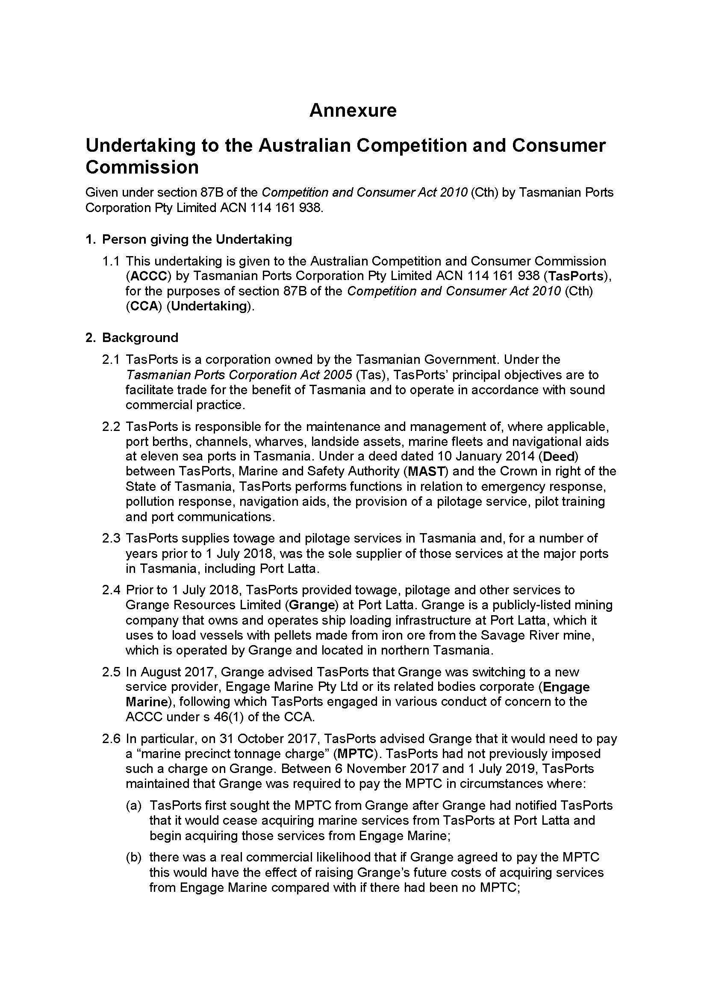 Annexure
Undertaking to the Australian Competition and Consumer
Commission
Given under section 87B of the Competition and Consumer Act 2010 (Cth) by Tasmanian Ports
Corporation Pty Limited ACN 114 161 938.
1. Person giving the Undertaking
1.1 This undertaking is given to the Australian Competition and Consumer Commission
(ACCC) by Tasmanian Ports Corporation Pty Limited ACN 114 161 938 (TasPorts),
for the purposes of section 87B of the Competition and Consumer Act 2010 (Cth)
(CCA) (Undertaking).
2. Background
2.1 TasPorts is a corporation owned by the Tasmanian Government. Under the
Tasmanian Ports Corporation Act 2005 (Tas), TasPorts’ principal objectives are to
facilitate trade for the benefit of Tasmania and to operate in accordance with sound
commercial practice.
2.2 TasPorts is responsible for the maintenance and management of, where applicable,
port berths, channels, wharves, landside assets, marine fleets and navigational aids
at eleven sea ports in Tasmania. Under a deed dated 10 January 2014 (Deed)
between TasPorts, Marine and Safety Authority (MAST) and the Crown in right of the
State of Tasmania, TasPorts performs functions in relation to emergency response,
pollution response, navigation aids, the provision of a pilotage service, pilot training
and port communications.
2.3 TasPorts supplies towage and pilotage services in Tasmania and, for a number of
years prior to 1 July 2018, was the sole supplier of those services at the major ports
in Tasmania, including Port Latta.
2.4 Prior to 1 July 2018, TasPorts provided towage, pilotage and other services to
Grange Resources Limited (Grange) at Port Latta. Grange is a publicly-listed mining
company that owns and operates ship loading infrastructure at Port Latta, which it
uses to load vessels with pellets made from iron ore from the Savage River mine,
which is operated by Grange and located in northern Tasmania.
2.5 In August 2017, Grange advised TasPorts that Grange was switching to a new
service provider, Engage Marine Pty Ltd or its related bodies corporate (Engage
Marine), following which TasPorts engaged in various conduct of concern to the
ACCC under s 46(1) of the CCA.
2.6 In particular, on 31 October 2017, TasPorts advised Grange that it would need to pay
a “marine precinct tonnage charge” (MPTC). TasPorts had not previously imposed
such a charge on Grange. Between 6 November 2017 and 1 July 2019, TasPorts
maintained that Grange was required to pay the MPTC in circumstances where:
(a) TasPorts first sought the MPTC from Grange after Grange had notified TasPorts
that it would cease acquiring marine services from TasPorts at Port Latta and
begin acquiring those services from Engage Marine;
(b) there was a real commercial likelihood that if Grange agreed to pay the MPTC
this would have the effect of raising Grange’s future costs of acquiring services
from Engage Marine compared with if there had been no MPTC;